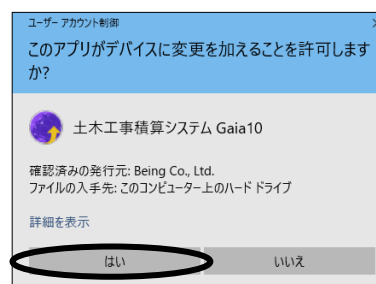 ユーザー アカウント制御
このアプリがデバイスに変更を加えることを許可します
か?
土木工事積算システム Gaia10
確認済みの発行元: Being Co., Ltd.
ファイルの入手先: このコンピューター上のハード ドライブ
詳細を表示
はい
いいえ